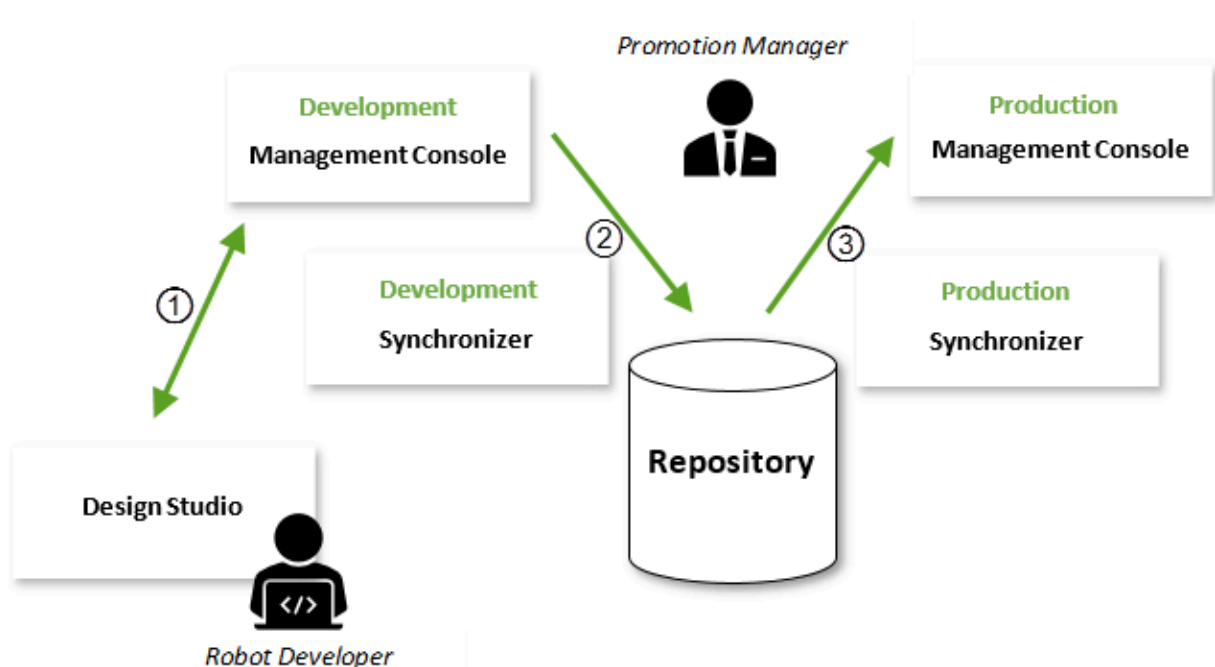 Promotion Manager
Development
Management Console
Production
Management Console
2
3
1
Development
Synchronizer
Production
Synchronizer
Repository
Design Studio
</>
Robot Developer